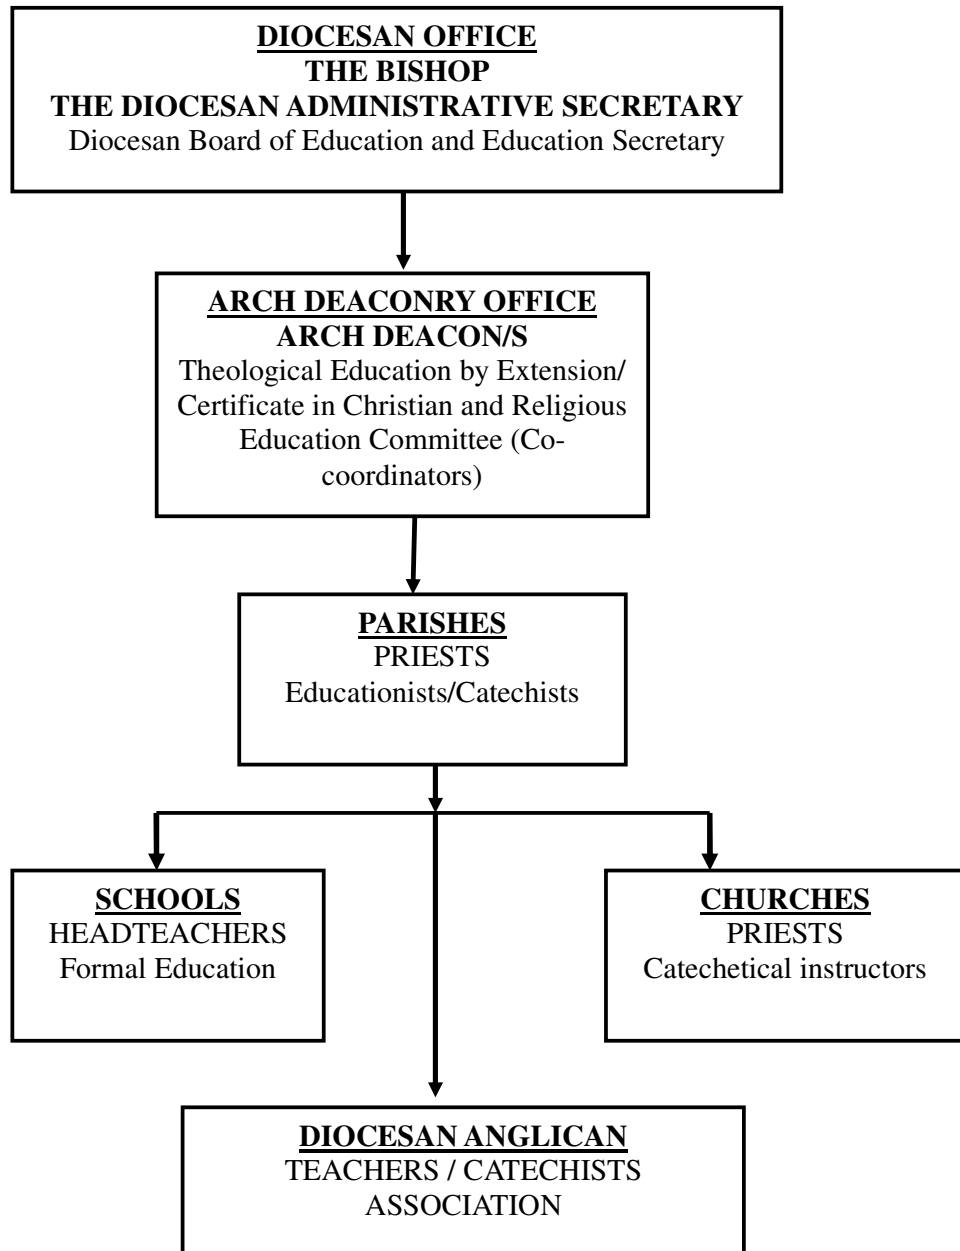 DIOCESAN OFFICE
THE BISHOP
THE DIOCESAN ADMINISTRATIVE SECRETARY
Diocesan Board of Education and Education Secretary
ARCH DEACONRY OFFICE
ARCH DEACON/S
Theological Education by Extension/
Certificate in Christian and Religious
Education Committee (Co-
coordinators)
PARISHES
PRIESTS
Educationists/Catechists
SCHOOLS
HEADTEACHERS
Formal Education
CHURCHES
PRIESTS
Catechetical instructors
DIOCESAN ANGLICAN
TEACHERS / CATECHISTS
ASSOCIATION